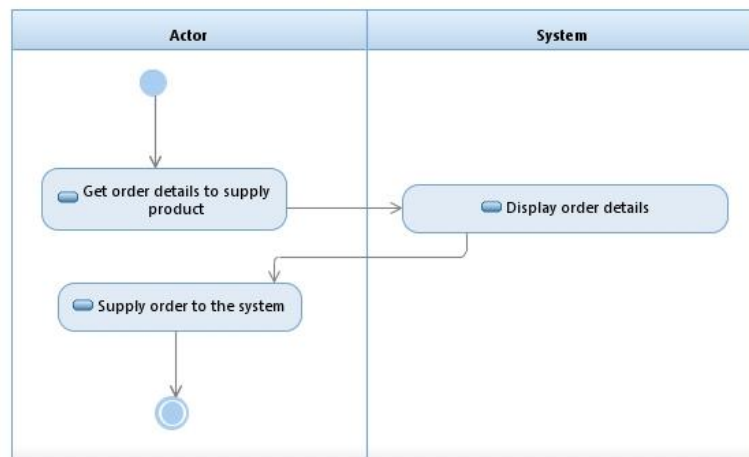 Actor
System
Get order details to supply
product
Display order details
Supply order to the system